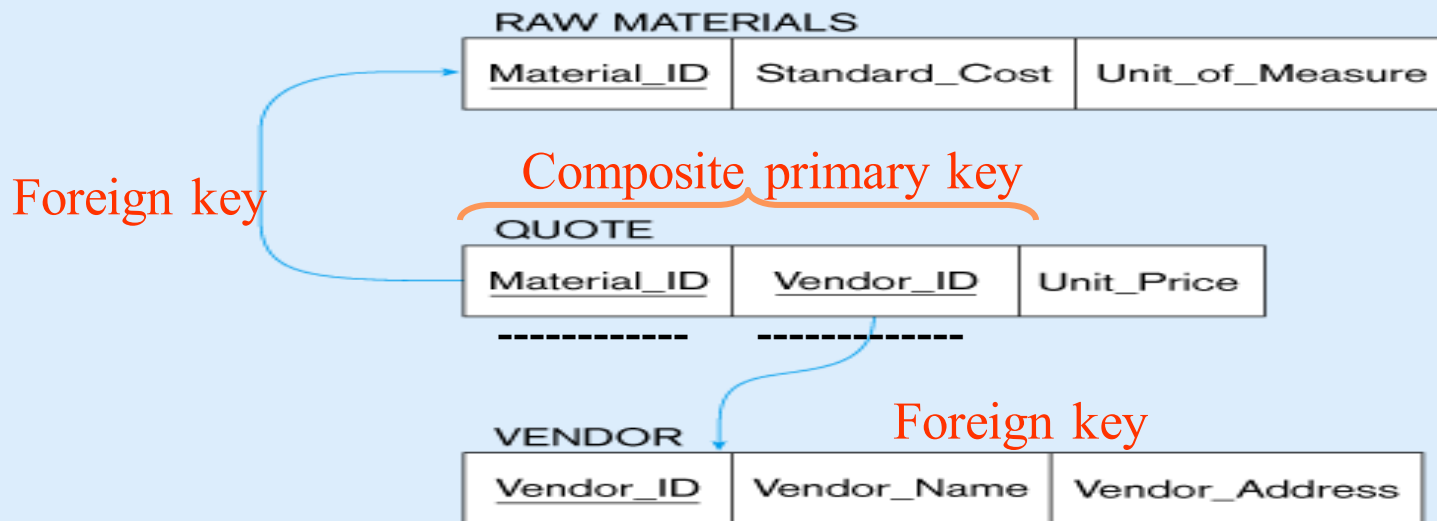 RAW MATERIALS
Material_ID Standard_Cost Unit_of_Measure
Composite primary key
Foreign key
QUOTE
Material_ID Vendor_ID Unit_Price
------------ -------------
Foreign key
VENDOR
Vendor_ID Vendor_Name Vendor_Address